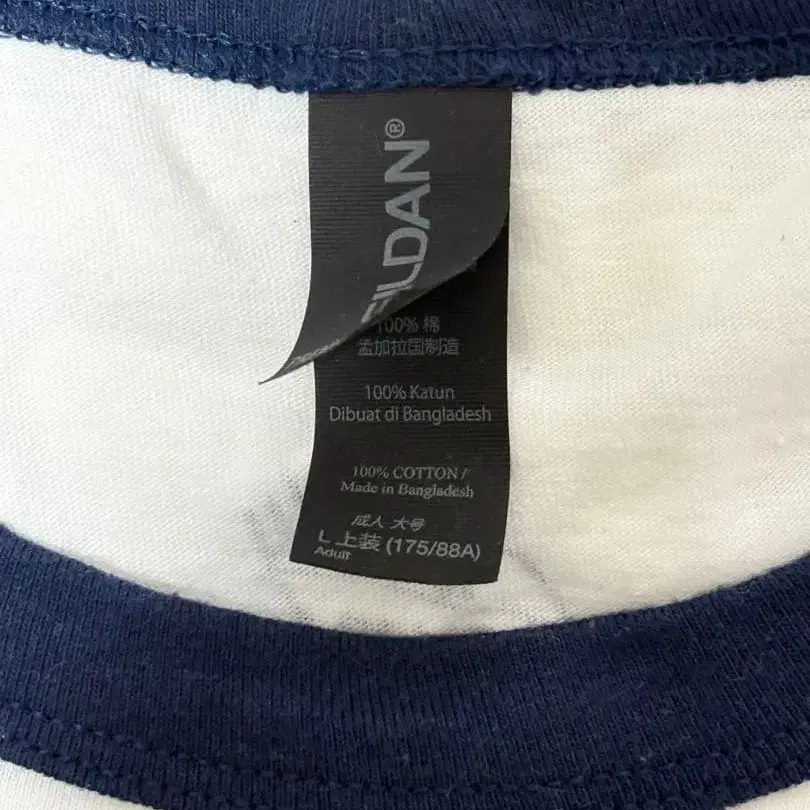 ILDAN®
100% 棉
孟加拉国制造
100% Katun
Dibuat di Bangladesh
100% COTTON /
Made in Bangladesh
成人 大号
L 上装 (175/88A)
Adult